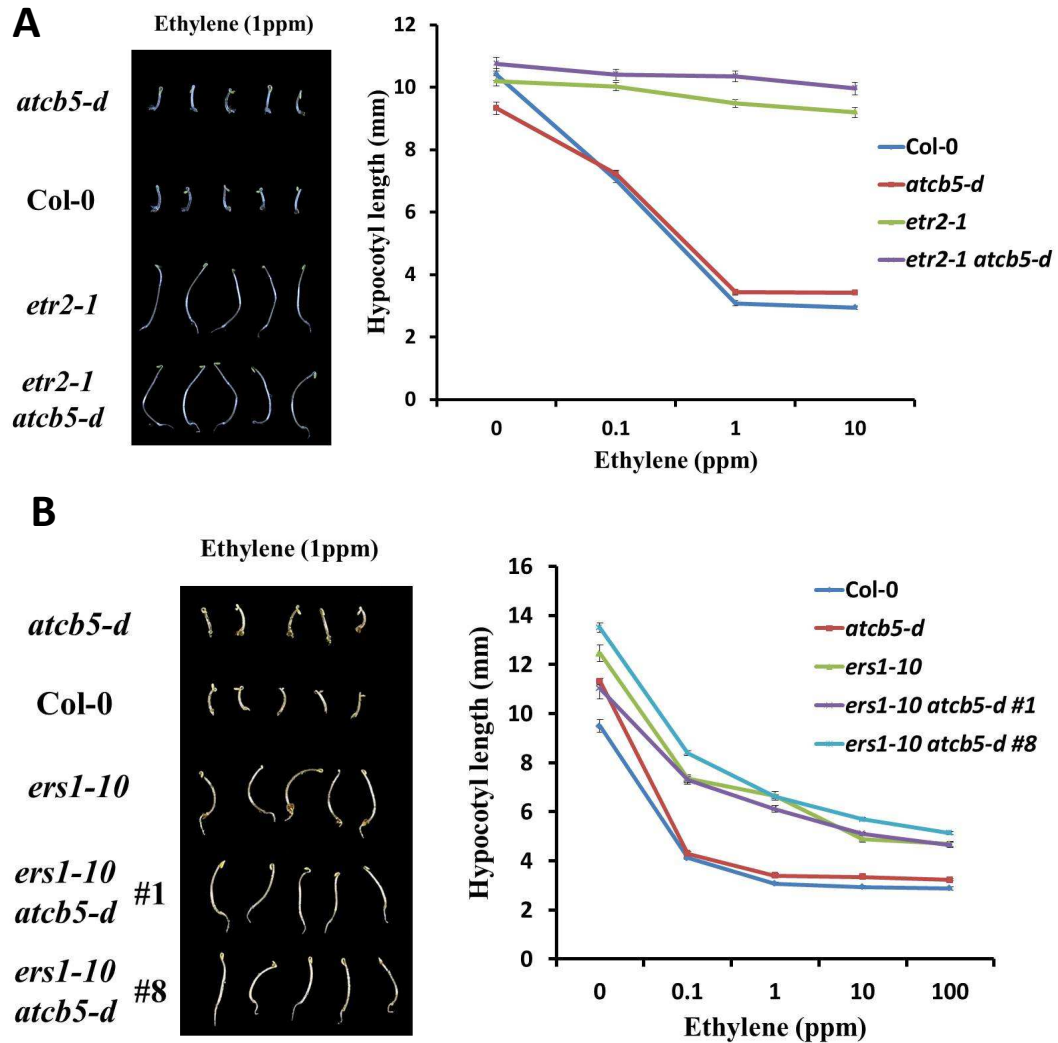 A
Ethylene (1ppm)
atcb5-d
Col-0
etr2-1
etr2-1
atcb5-d
Hypocotyl length (mm)
12
10
8
6
4
2
0
0 0.1 1 10
Ethylene (ppm)
Col-0
atcb5-d
etr2-1
etr2-1 atcb5-d
B
Ethylene (1ppm)
atcb5-d
Col-0
ers1-10
ers1-10
atcb5-d #1
ers1-10
atcb5-d #8
Hypocotyl length (mm)
16
14
12
10
8
6
4
2
0
0 0.1 1 10 100
Ethylene (ppm)
Col-0
atcb5-d
ers1-10
ers1-10 atcb5-d #1
ers1-10 atcb5-d #8